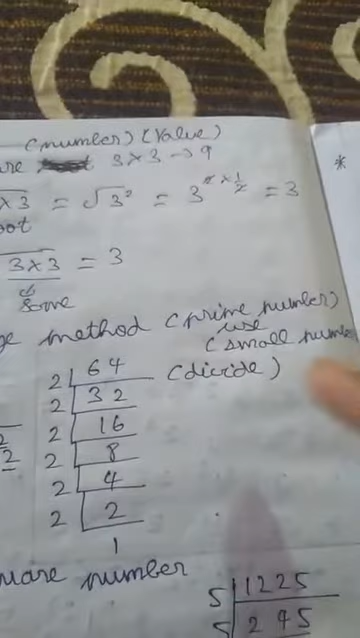 (number) (value)
3 x 3 → 9
x 3 = √3² = 3^2 x 1/2 = 3
oot
3 x 3 = 3
same
method (prime number)
use
(small number
2 | 64 (divide)
2 | 32
2 | 16
2 | 8
2 | 4
2 | 2
1
uare number
5 | 1225
5 | 245